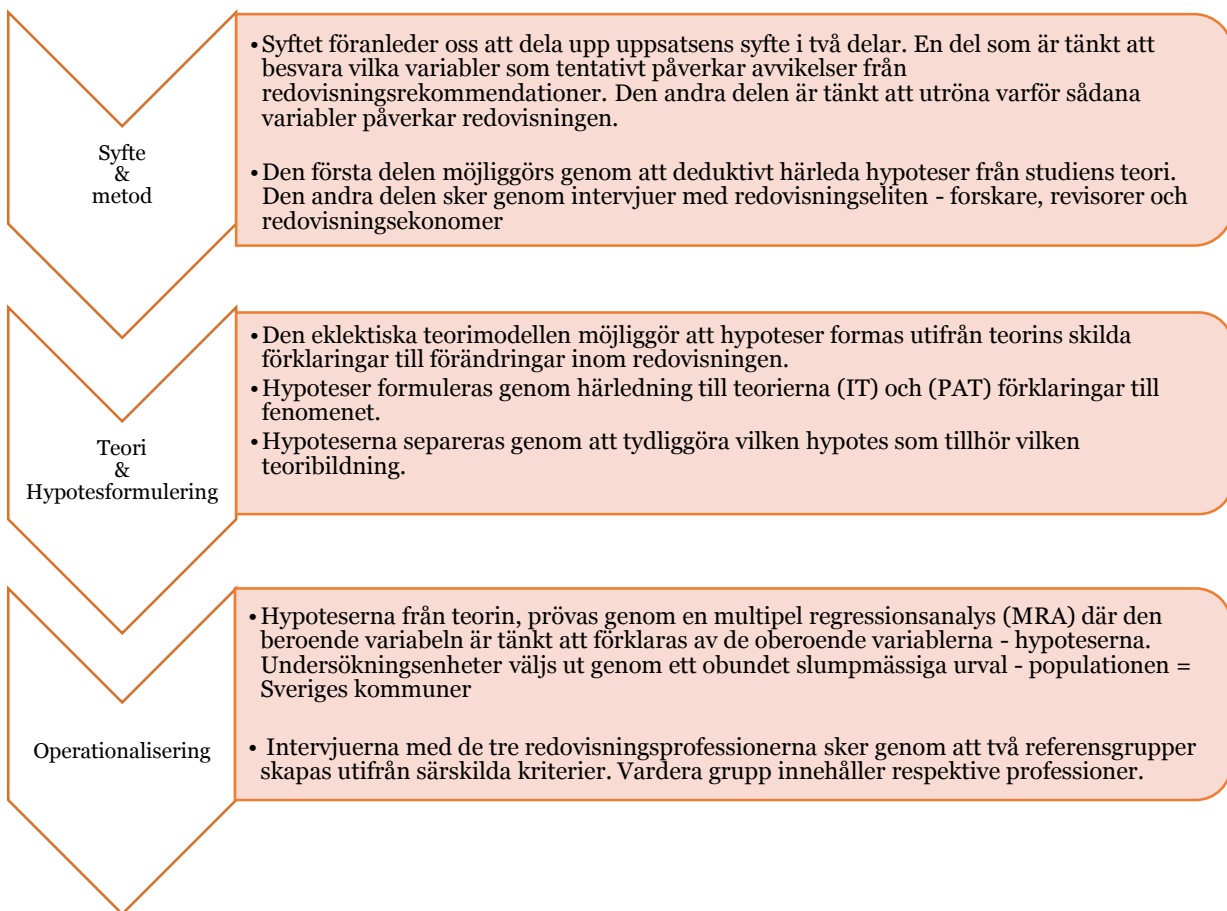 Syfte
&
metod
•Syftet föranleder oss att dela upp uppsatsens syfte i två delar. En del som är tänkt att
besvara vilka variabler som tentativt påverkar avvikelser från
redovisningsrekommendationer. Den andra delen är tänkt att utröna varför sådana
variabler påverkar redovisningen.
•Den första delen möjliggörs genom att deduktivt härleda hypoteser från studiens teori.
Den andra delen sker genom intervjuer med redovisningseliten - forskare, revisorer och
redovisningsekonomer
Teori
&
Hypotesformulering
•Den eklektiska teorimodellen möjliggör att hypoteser formas utifrån teorins skilda
förklaringar till förändringar inom redovisningen.
•Hypoteser formuleras genom härledning till teorierna (IT) och (PAT) förklaringar till
fenomenet.
•Hypoteserna separeras genom att tydliggöra vilken hypotes som tillhör vilken
teoribildning.
Operationalisering
•Hypoteserna från teorin, prövas genom en multipel regressionsanalys (MRA) där den
beroende variabeln är tänkt att förklaras av de oberoende variablerna - hypoteserna.
Undersökningsenheter väljs ut genom ett obundet slumpmässiga urval - populationen =
Sveriges kommuner
• Intervjuerna med de tre redovisningsprofessionerna sker genom att två referensgrupper
skapas utifrån särskilda kriterier. Vardera grupp innehåller respektive professioner.